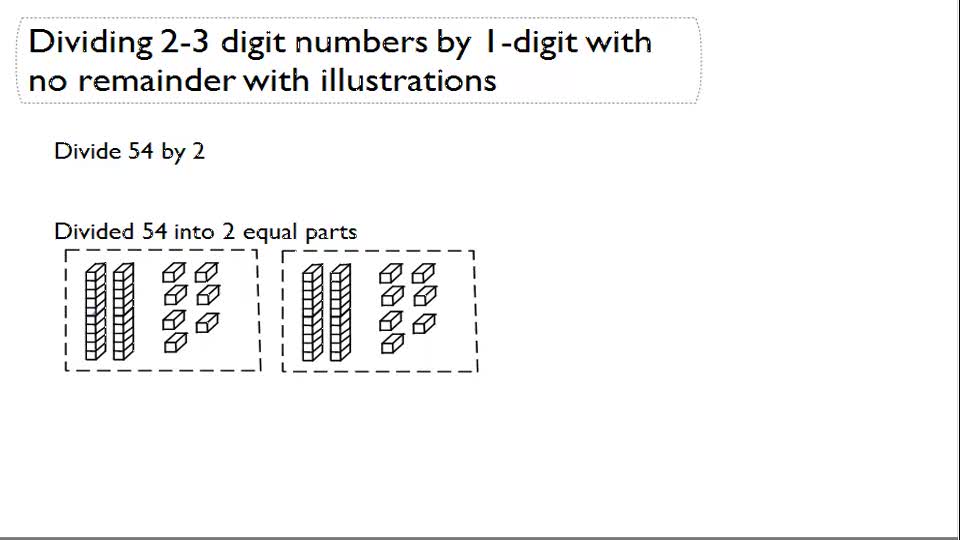 Dividing 2-3 digit numbers by 1-digit with
no remainder with illustrations
Divide 54 by 2
Divided 54 into 2 equal parts